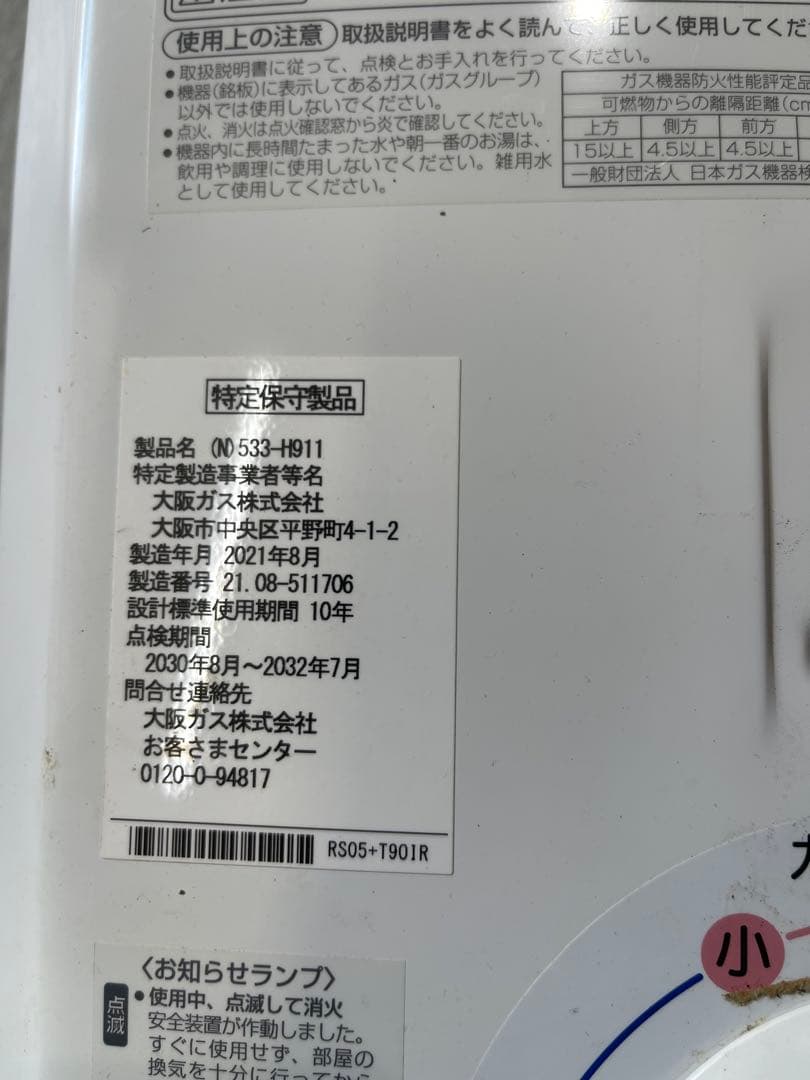 使用上の注意 取扱説明書をよく読んで、正しく使用してくだ
●取扱説明書に従って、点検とお手入れを行ってください。
●機器(銘板)に表示してあるガス(ガスグループ)
以外では使用しないでください。
●点火、消火は点火確認窓から炎で確認してください。
●機器内に長時間たまった水や朝一番のお湯は、
飲用や調理に使用しないでください。雑用水
として使用してください。
ガス機器防火性能評定品
可燃物からの離隔距離(cm
上方 側方 前方
15以上 4.5以上 4.5以上
一般財団法人 日本ガス機器検
特定保守製品
製品名 (N)533-H911
特定製造事業者等名
大阪ガス株式会社
大阪市中央区平野町4-1-2
製造年月 2021年8月
製造番号 21.08-511706
設計標準使用期間 10年
点検期間
2030年8月～2032年7月
問合せ連絡先
大阪ガス株式会社
お客さまセンター
0120-0-94817
RS05+T90IR
小
〈お知らせランプ〉
点滅
●使用中、点滅して消火
安全装置が作動しました。
すぐに使用せず、部屋の
換気を十分に行ってから